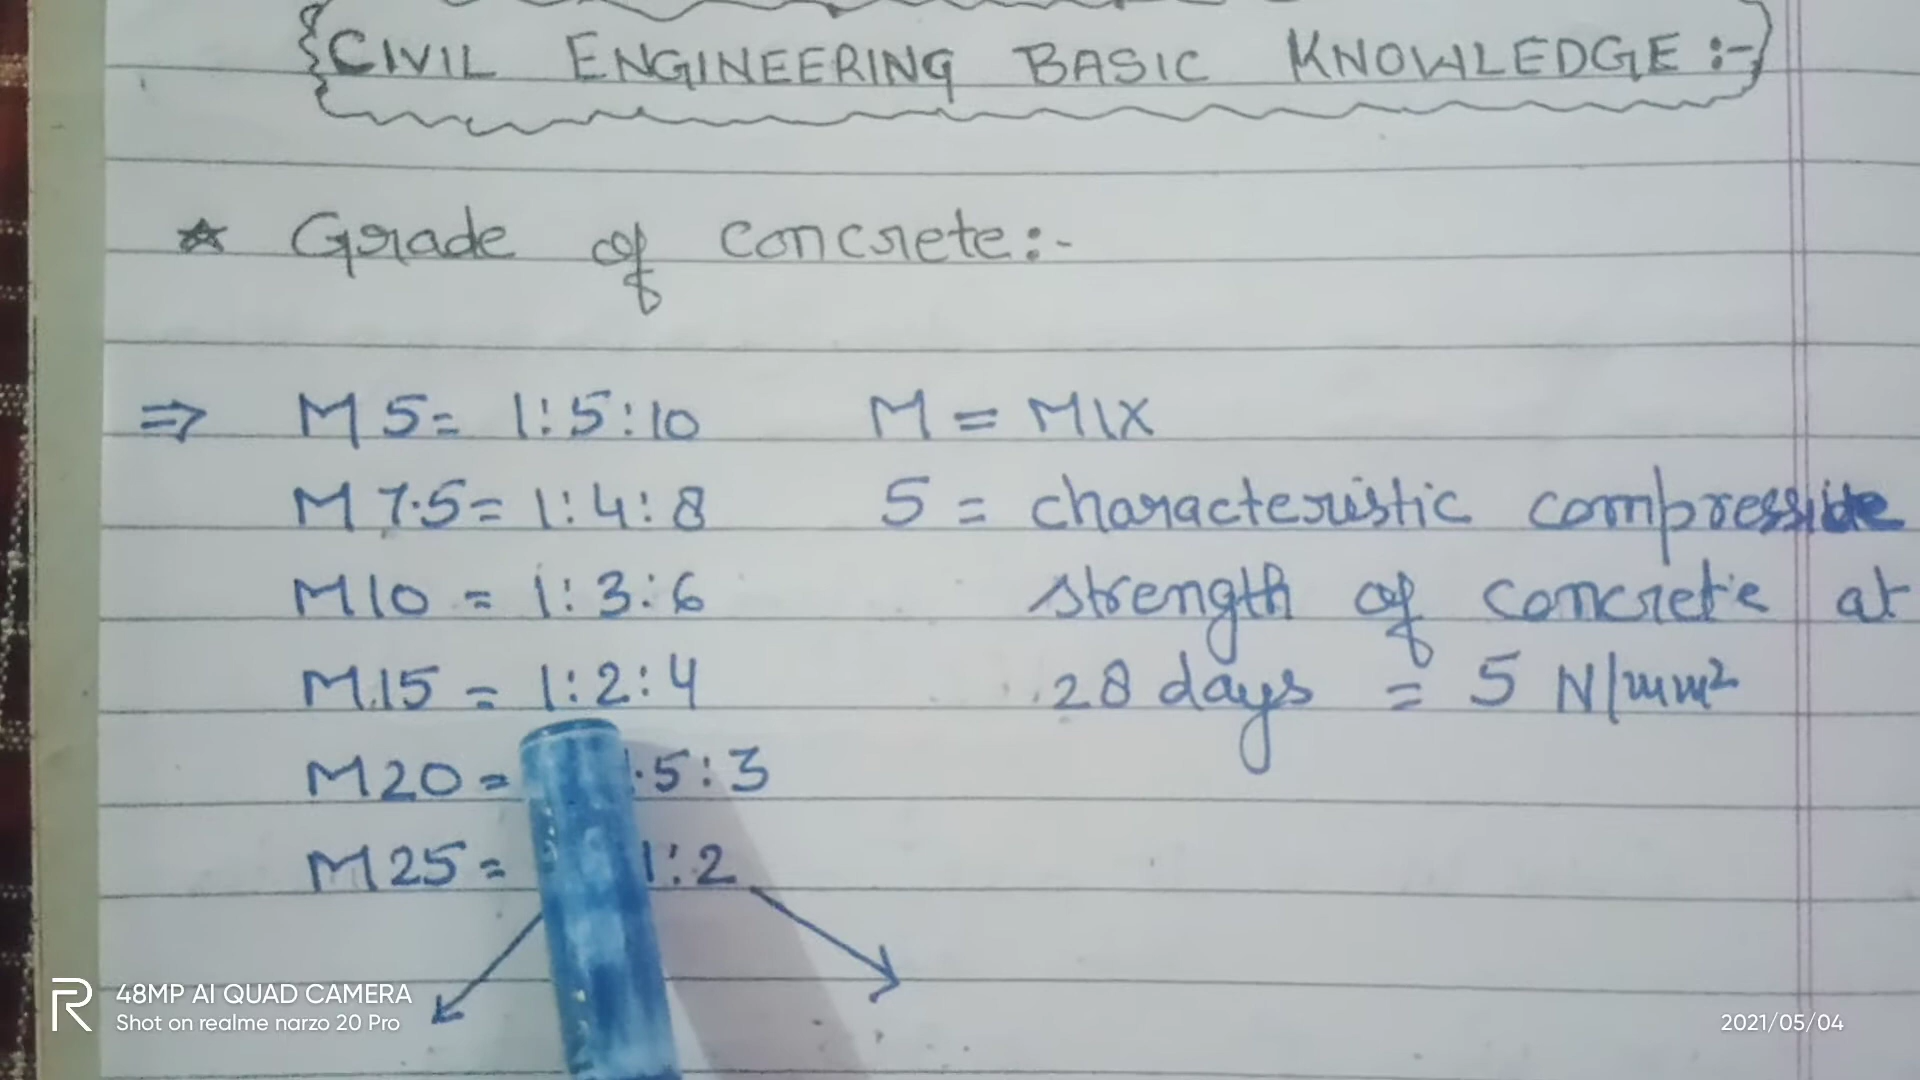 CIVIL ENGINEERING BASIC KNOWLEDGE :-
☆ Grade of concrete:-
⇒ M5= 1:5:10 M = MIX
M7.5= 1:4:8 5 = characteristic compressive
M10 = 1:3:6 strength of concrete at
M15 = 1:2:4 28 days = 5 N/mm²
M20= .5:3
M25= 1:2
48MP AI QUAD CAMERA
Shot on realme narzo 20 Pro
2021/05/04